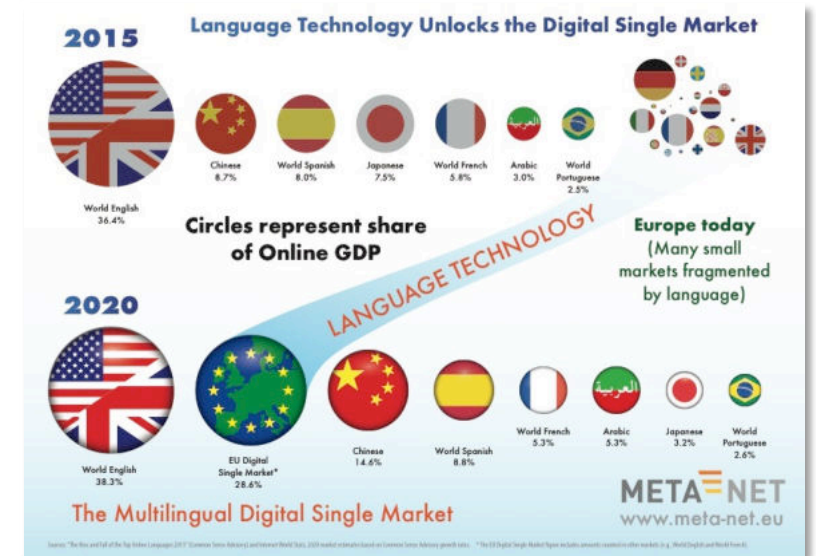 Language Technology Unlocks the Digital Single Market
2015
Chinese
8.7%
World Spanish
8.0%
Japanese
7.5%
World French
5.8%
العربية
Arabic
3.0%
World
Portuguese
2.5%
World English
36.4%
Circles represent share
of Online GDP
LANGUAGE TECHNOLOGY
Europe today
(Many small
markets fragmented
by language)
2020
World English
38.3%
EU Digital
Single Market*
28.6%
Chinese
14.6%
World Spanish
8.8%
World French
5.3%
العربية
Arabic
5.3%
Japanese
3.2%
World
Portuguese
2.6%
The Multilingual Digital Single Market
META NET
www.meta-net.eu